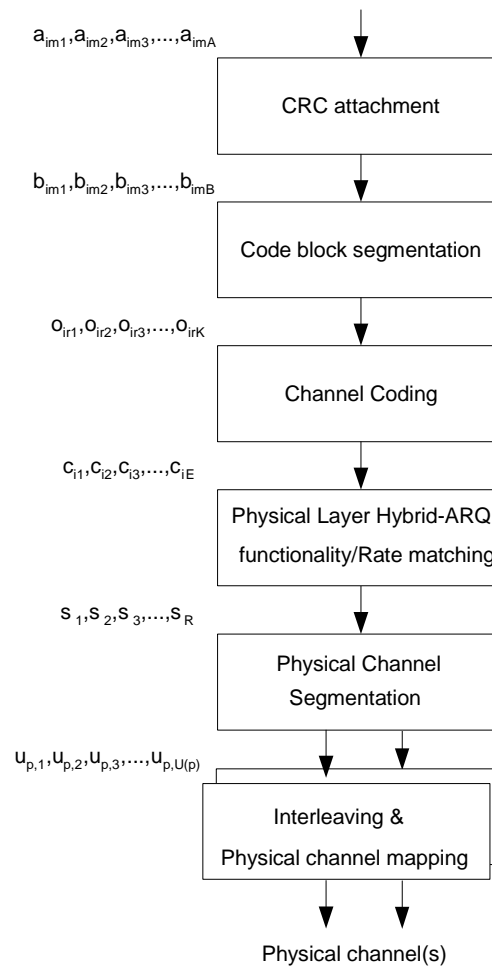 a_im1,a_im2,a_im3,...,a_imA
CRC attachment
b_im1,b_im2,b_im3,...,b_imB
Code block segmentation
o_ir1,o_ir2,o_ir3,...,o_irK
Channel Coding
c_i1,c_i2,c_i3,...,c_iE
Physical Layer Hybrid-ARQ
functionality/Rate matching
s_1,s_2,s_3,...,s_R
Physical Channel
Segmentation
u_p,1,u_p,2,u_p,3,...,u_p,U(p)
Interleaving &
Physical channel mapping
Physical channel(s)